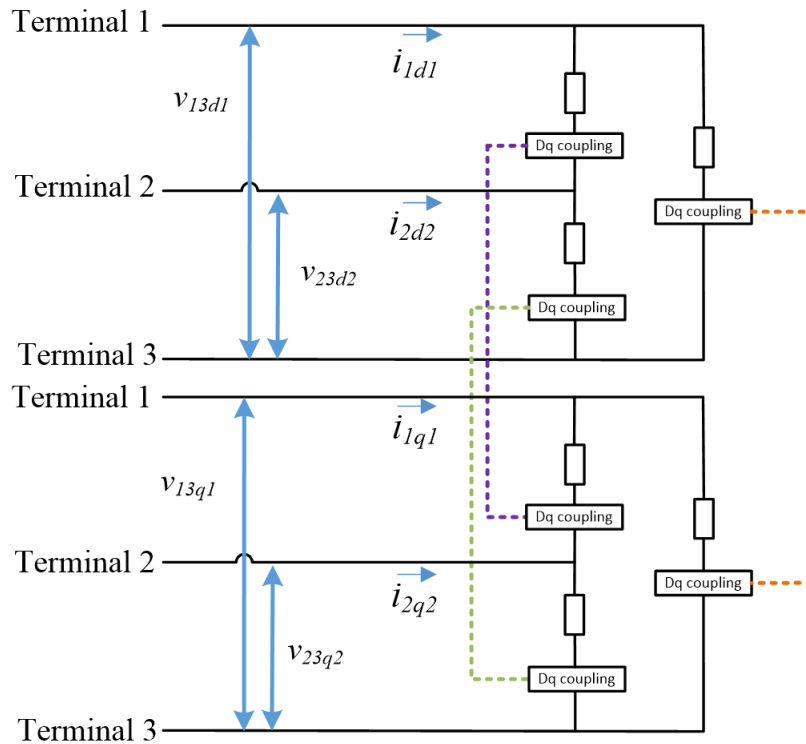 Terminal 1
i1d1
v13d1
Dq coupling
Terminal 2
Dq coupling
i2d2
v23d2
Dq coupling
Terminal 3
Terminal 1
i1q1
v13q1
Dq coupling
Terminal 2
Dq coupling
i2q2
v23q2
Dq coupling
Terminal 3